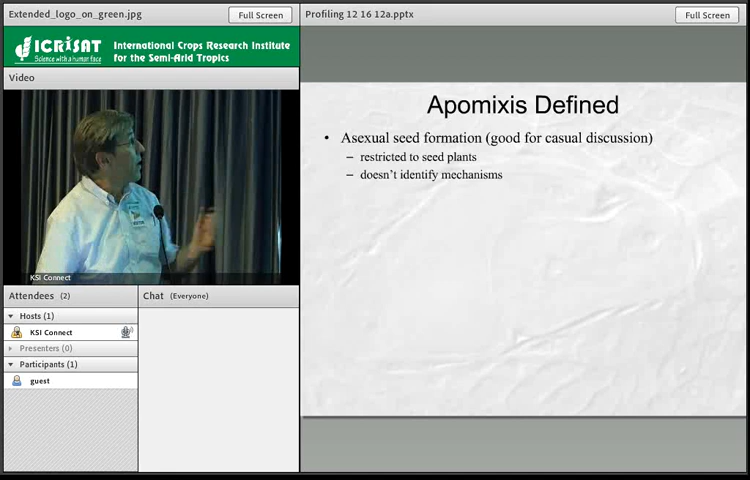 Extended_logo_on_green.jpg
Full Screen
Profiling 12 16 12a.pptx
Full Screen
ICRISAT
Science with a human face
International Crops Research Institute
for the Semi-Arid Tropics
Video
KSI Connect
Attendees (2)
Hosts (1)
KSI Connect
Presenters (0)
Participants (1)
guest
Chat (Everyone)
Apomixis Defined
• Asexual seed formation (good for casual discussion)
– restricted to seed plants
– doesn't identify mechanisms